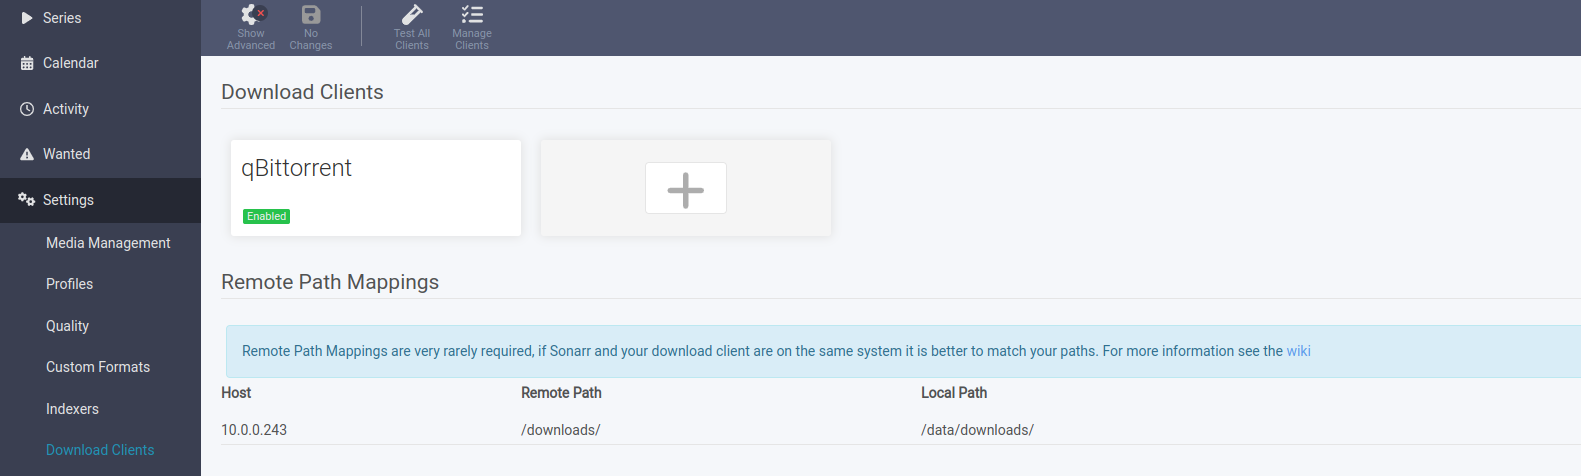 Series
Calendar
Activity
Wanted
Settings
Media Management
Profiles
Quality
Custom Formats
Indexers
Download Clients
Show Advanced
No Changes
Test All Clients
Manage Clients
Download Clients
qBittorrent
Enabled
Remote Path Mappings
Remote Path Mappings are very rarely required, if Sonarr and your download client are on the same system it is better to match your paths. For more information see the wiki
Host Remote Path Local Path
10.0.0.243 /downloads/ /data/downloads/